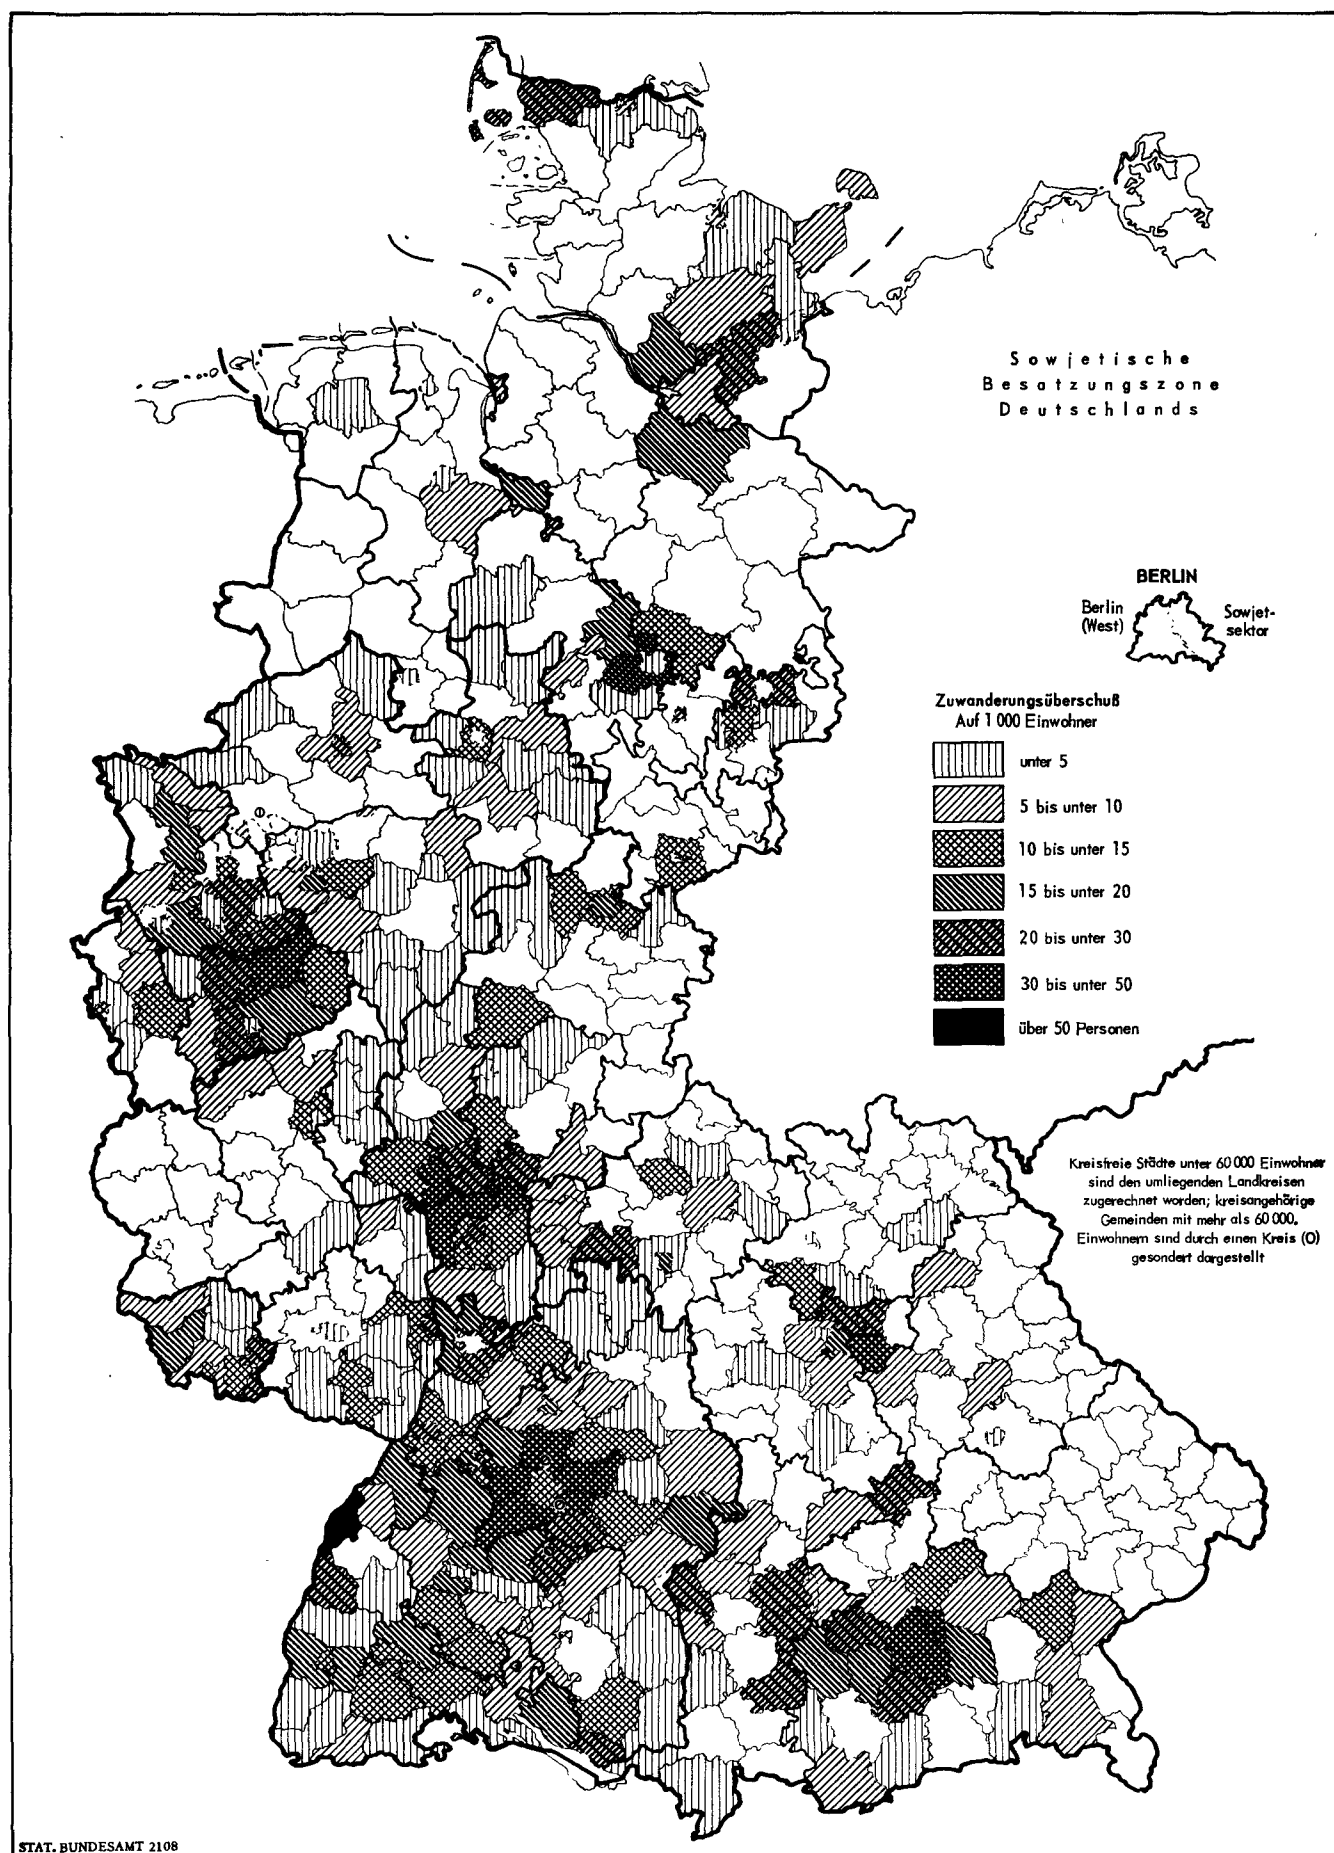 Sowjetische
Besatzungszone
Deutschlands
BERLIN
Berlin
(West)
Sowjet-
sektor
Zuwanderungsüberschuß
Auf 1 000 Einwohner
unter 5
5 bis unter 10
10 bis unter 15
15 bis unter 20
20 bis unter 30
30 bis unter 50
über 50 Personen
Kreisfreie Städte unter 60 000 Einwohner
sind den umliegenden Landkreisen
zugerechnet worden; kreisangehörige
Gemeinden mit mehr als 60 000.
Einwohnern sind durch einen Kreis (O)
gesondert dargestellt
STAT. BUNDESAMT 2108